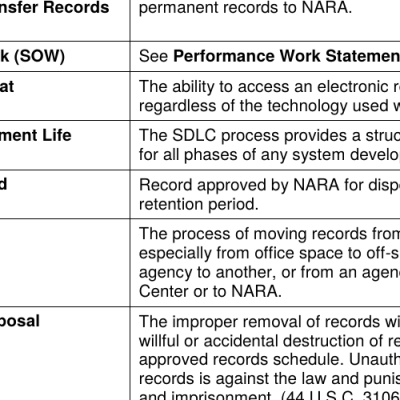 nsfer Records
permanent records to NARA.
k (SOW)
See Performance Work Statemen
at
The ability to access an electronic r
regardless of the technology used w
ment Life
The SDLC process provides a struc
for all phases of any system develo
d
Record approved by NARA for disp
retention period.
The process of moving records from
especially from office space to off-s
agency to another, or from an agen
Center or to NARA.
posal
The improper removal of records wi
willful or accidental destruction of re
approved records schedule. Unauth
records is against the law and punis
and imprisonment. (44 U.S.C. 3106